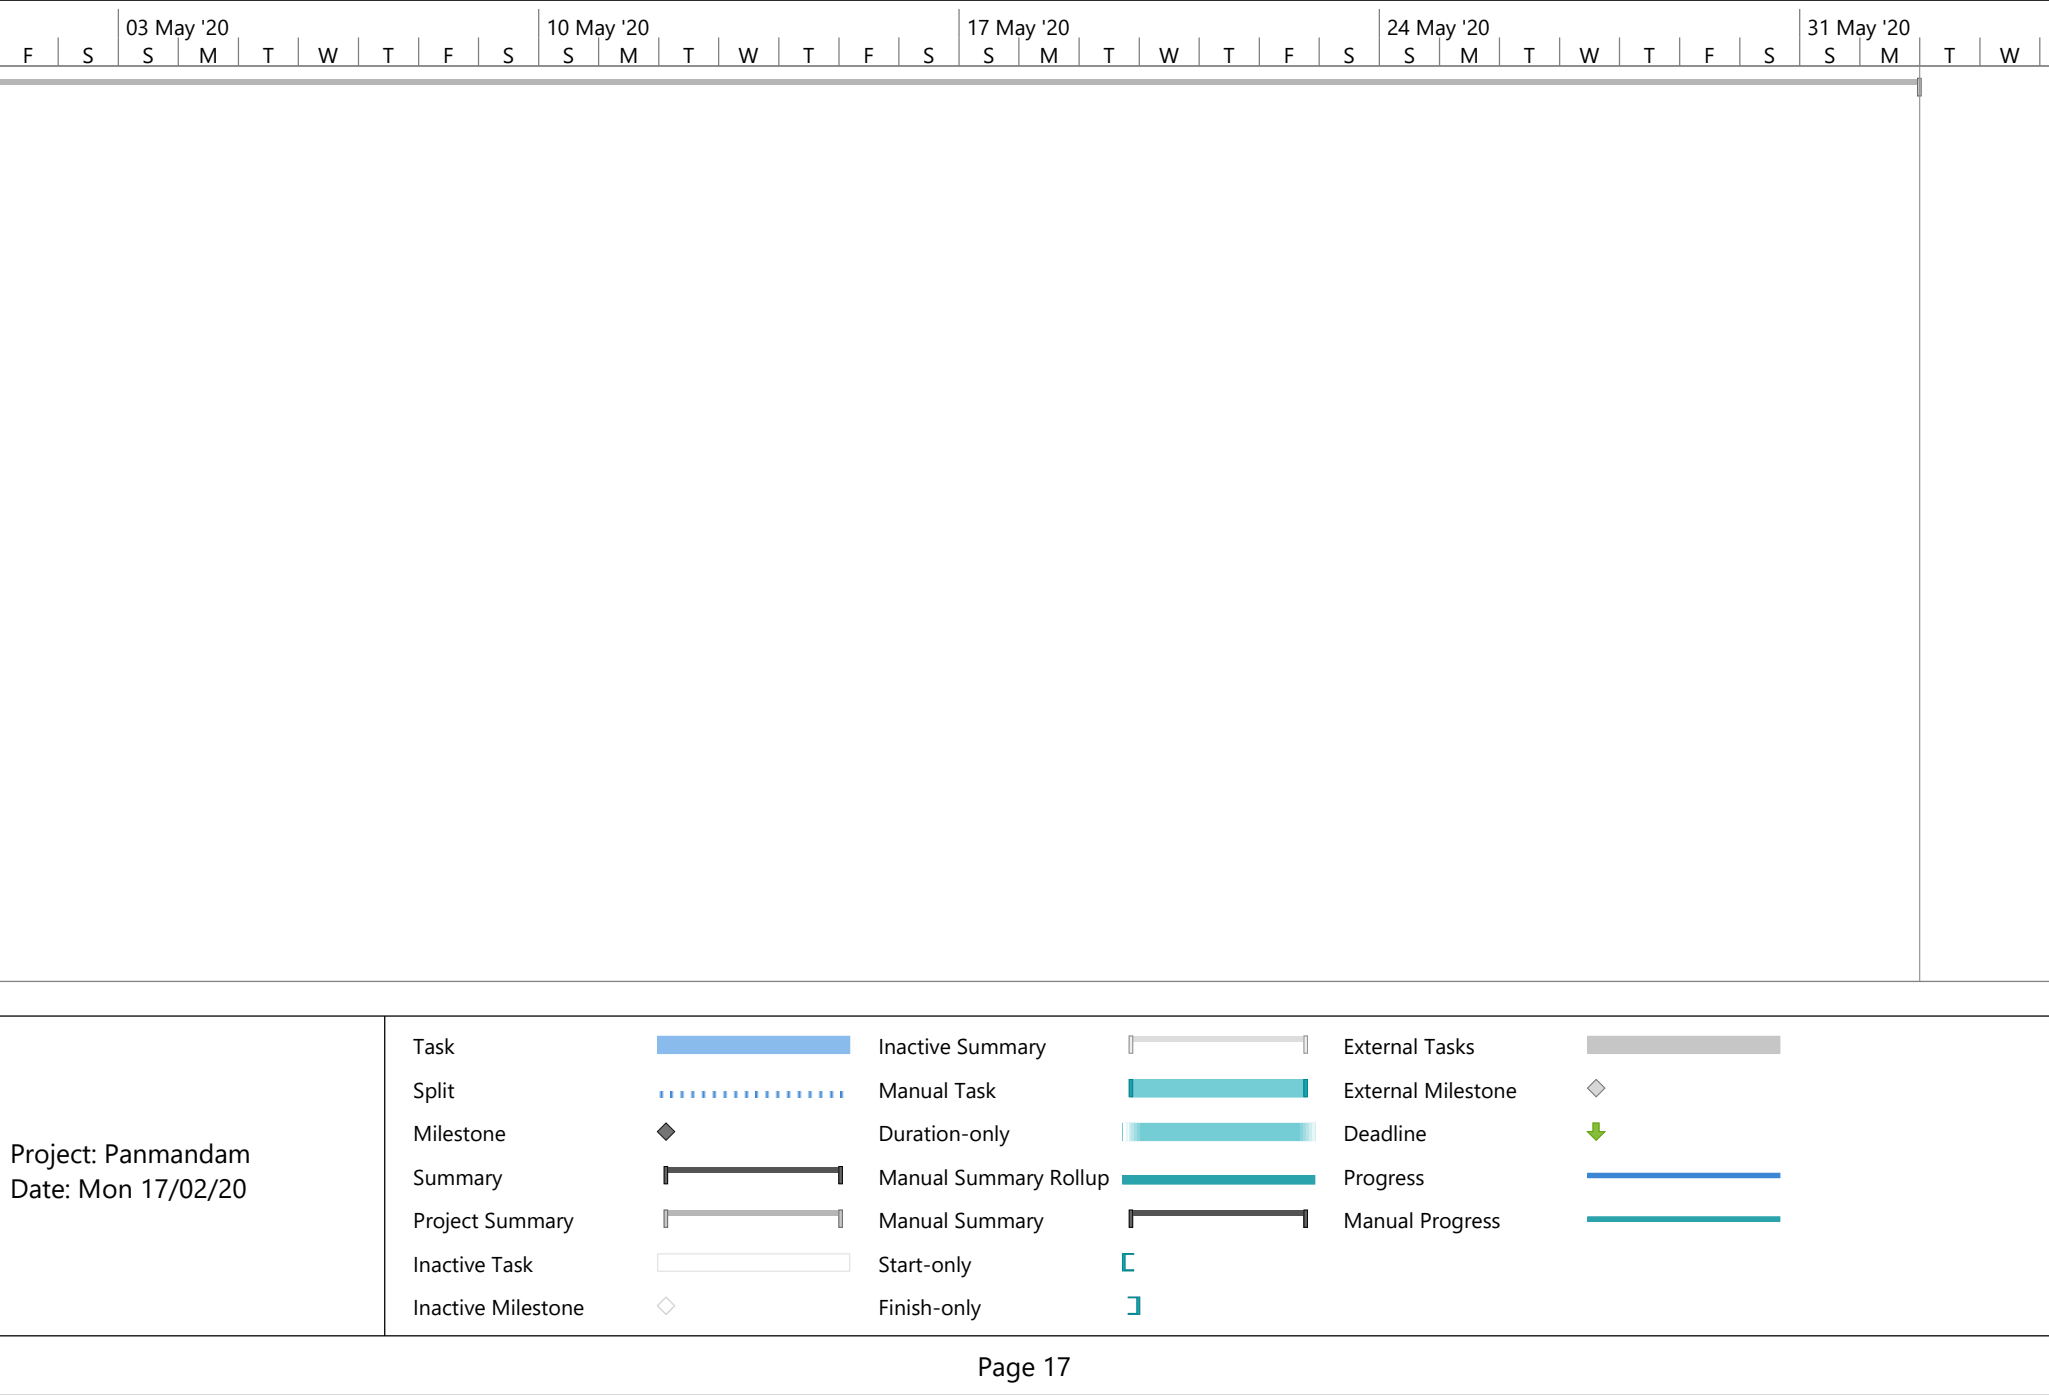 03 May '20 10 May '20 17 May '20 24 May '20 31 May '20
F S S M T W T F S S M T W T F S S M T W T F S S M T W T F S S M T W
Task Inactive Summary External Tasks
Split Manual Task External Milestone
Milestone Duration-only Deadline
Project: Panmandam
Date: Mon 17/02/20
Summary Manual Summary Rollup Progress
Project Summary Manual Summary Manual Progress
Inactive Task Start-only
Inactive Milestone Finish-only
Page 17